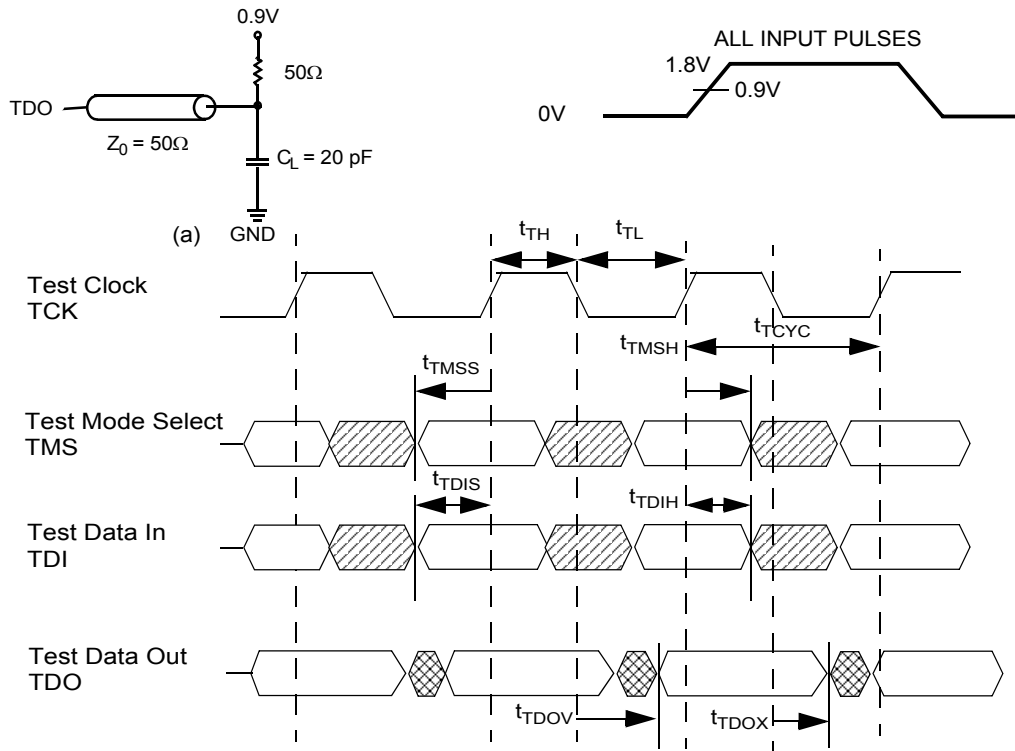 0.9V
50Ω
TDO
Z0 = 50Ω
CL = 20 pF
(a) GND
ALL INPUT PULSES
1.8V
0.9V
0V
tTH
tTL
Test Clock
TCK
tTMSH
tTCYC
tTMSS
Test Mode Select
TMS
tTDIS
tTDIH
Test Data In
TDI
Test Data Out
TDO
tTDOV
tTDOX